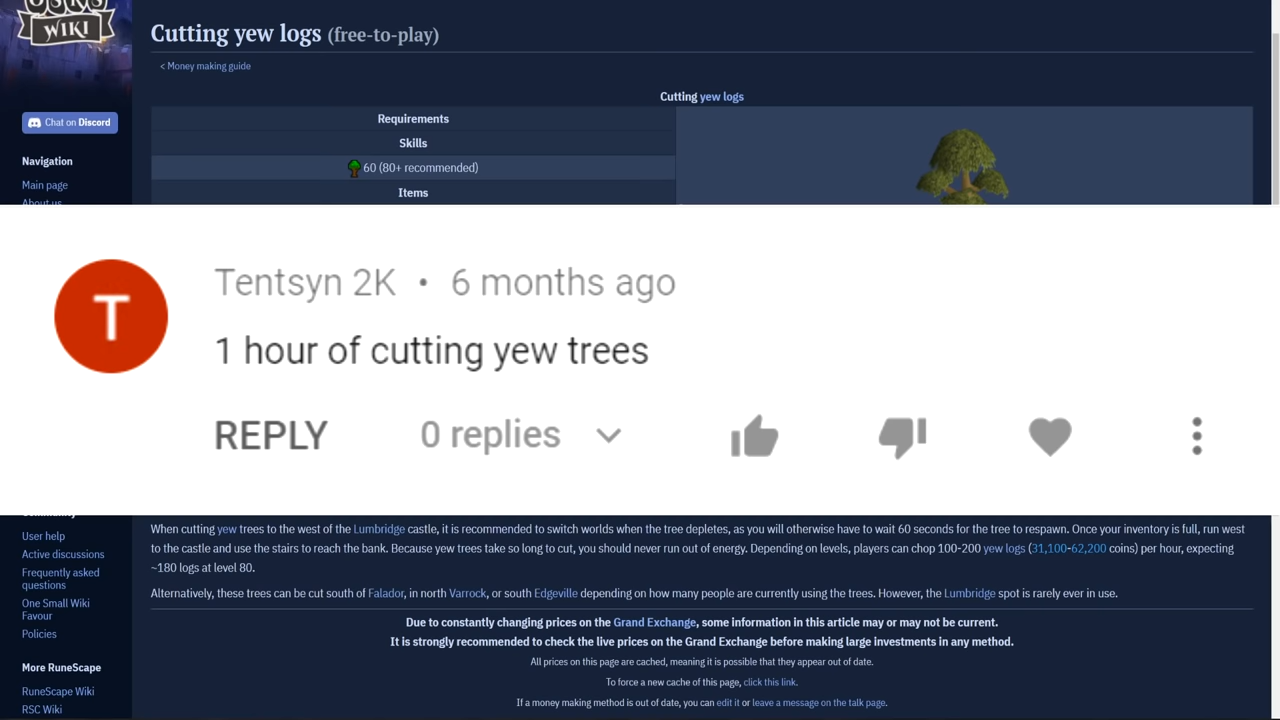 OSRS
WIKI
Cutting yew logs (free-to-play)
< Money making guide
Cutting yew logs
Chat on Discord
Requirements
Skills
Navigation
60 (80+ recommended)
Main page
Items
About us
T
Tentsyn 2K • 6 months ago
1 hour of cutting yew trees
REPLY
0 replies
Community
User help
Active discussions
Frequently asked
questions
One Small Wiki
Favour
Policies
More RuneScape
RuneScape Wiki
RSC Wiki
When cutting yew trees to the west of the Lumbridge castle, it is recommended to switch worlds when the tree depletes, as you will otherwise have to wait 60 seconds for the tree to respawn. Once your inventory is full, run west
to the castle and use the stairs to reach the bank. Because yew trees take so long to cut, you should never run out of energy. Depending on levels, players can chop 100-200 yew logs (31,100-62,200 coins) per hour, expecting
~180 logs at level 80.
Alternatively, these trees can be cut south of Falador, in north Varrock, or south Edgeville depending on how many people are currently using the trees. However, the Lumbridge spot is rarely ever in use.
Due to constantly changing prices on the Grand Exchange, some information in this article may or may not be current.
It is strongly recommended to check the live prices on the Grand Exchange before making large investments in any method.
All prices on this page are cached, meaning it is possible that they appear out of date.
To force a new cache of this page, click this link.
If a money making method is out of date, you can edit it or leave a message on the talk page.